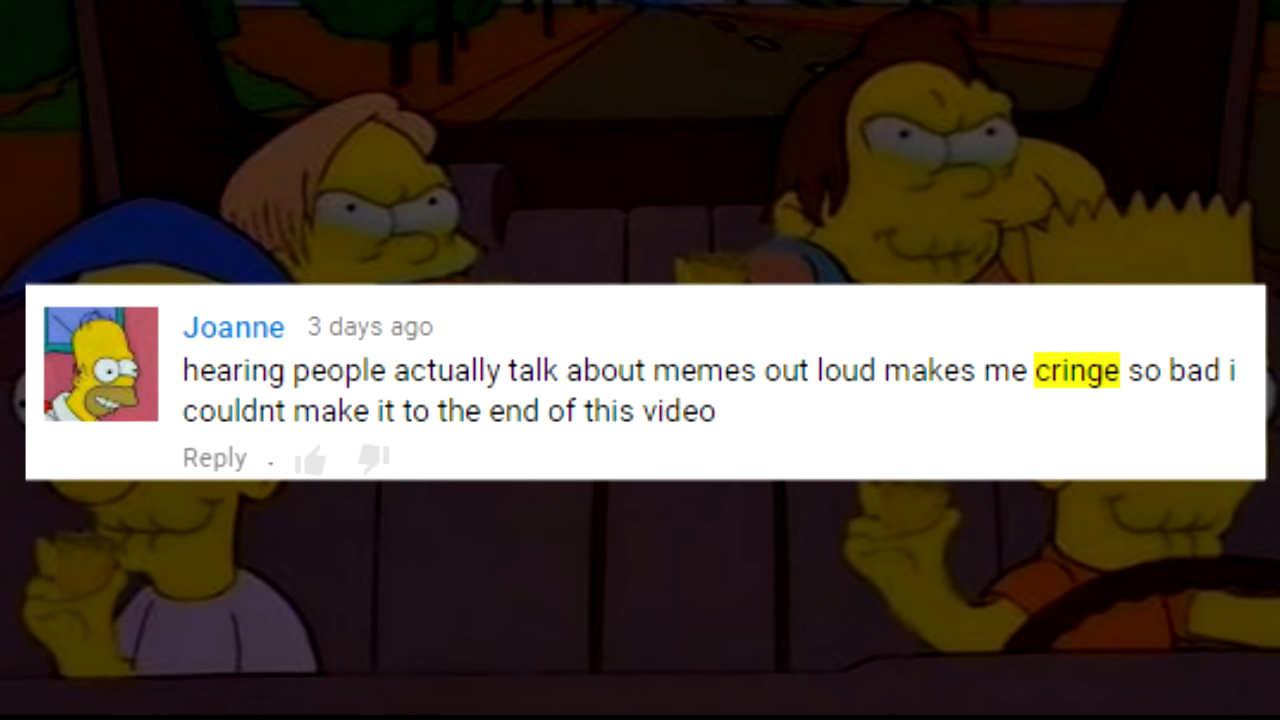 Joanne 3 days ago
hearing people actually talk about memes out loud makes me cringe so bad i
couldnt make it to the end of this video
Reply .